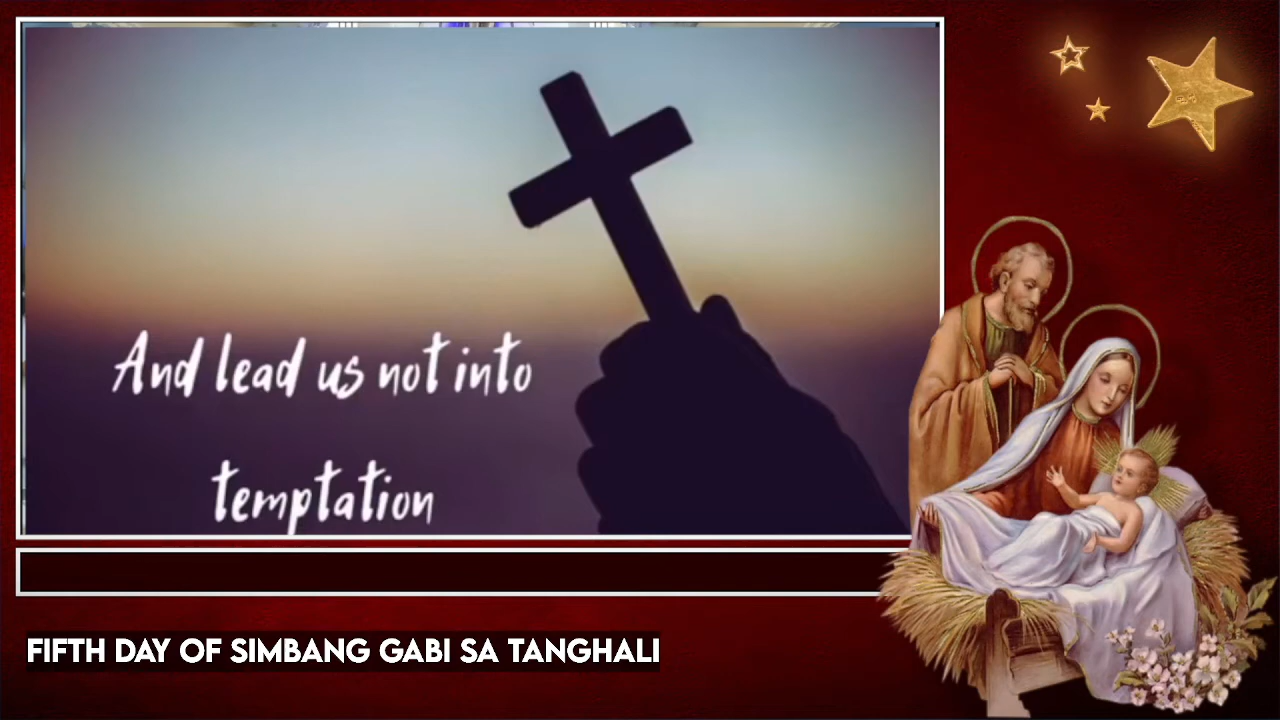 And lead us not into
temptation
FIFTH DAY OF SIMBANG GABI SA TANGHALI